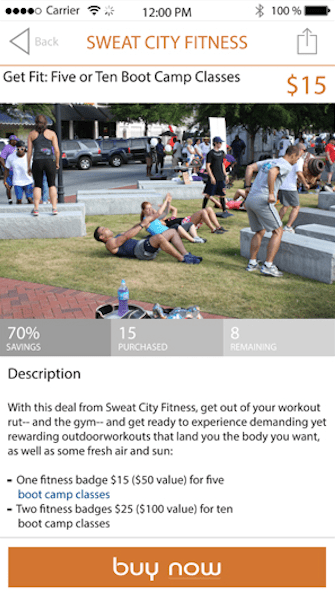 Carrier 12:00 PM 100 %
Back SWEAT CITY FITNESS
Get Fit: Five or Ten Boot Camp Classes $15
70% 15 8
SAVINGS PURCHASED REMAINING
Description
With this deal from Sweat City Fitness, get out of your workout
rut-- and the gym-- and get ready to experience demanding yet
rewarding outdoorworkouts that land you the body you want,
as well as some fresh air and sun:
- One fitness badge $15 ($50 value) for five
boot camp classes
- Two fitness badges $25 ($100 value) for ten
boot camp classes
buy now